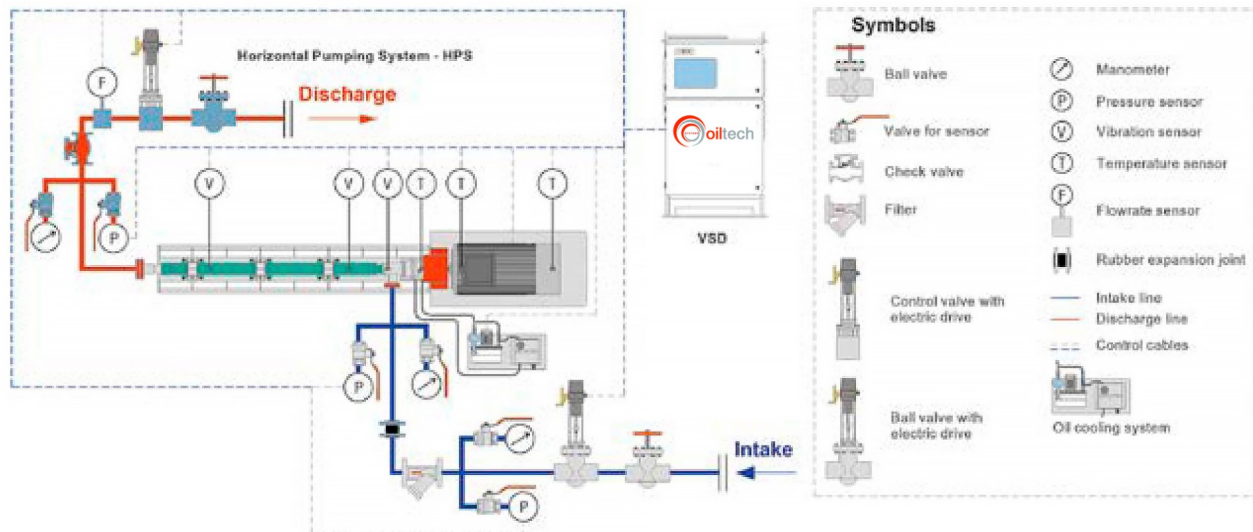 Horizontal Pumping System - HPS
F
Discharge
V
V
V
T
T
T
P
P
oiltech
VSD
P
Intake
Symbols
Ball valve
Valve for sensor
Check valve
Filter
Control valve with
electric drive
Ball valve with
electric drive
Manometer
P
Pressure sensor
V
Vibration sensor
T
Temperature sensor
F
Flowrate sensor
Rubber expansion joint
Intake line
Discharge line
Control cables
Oil cooling system